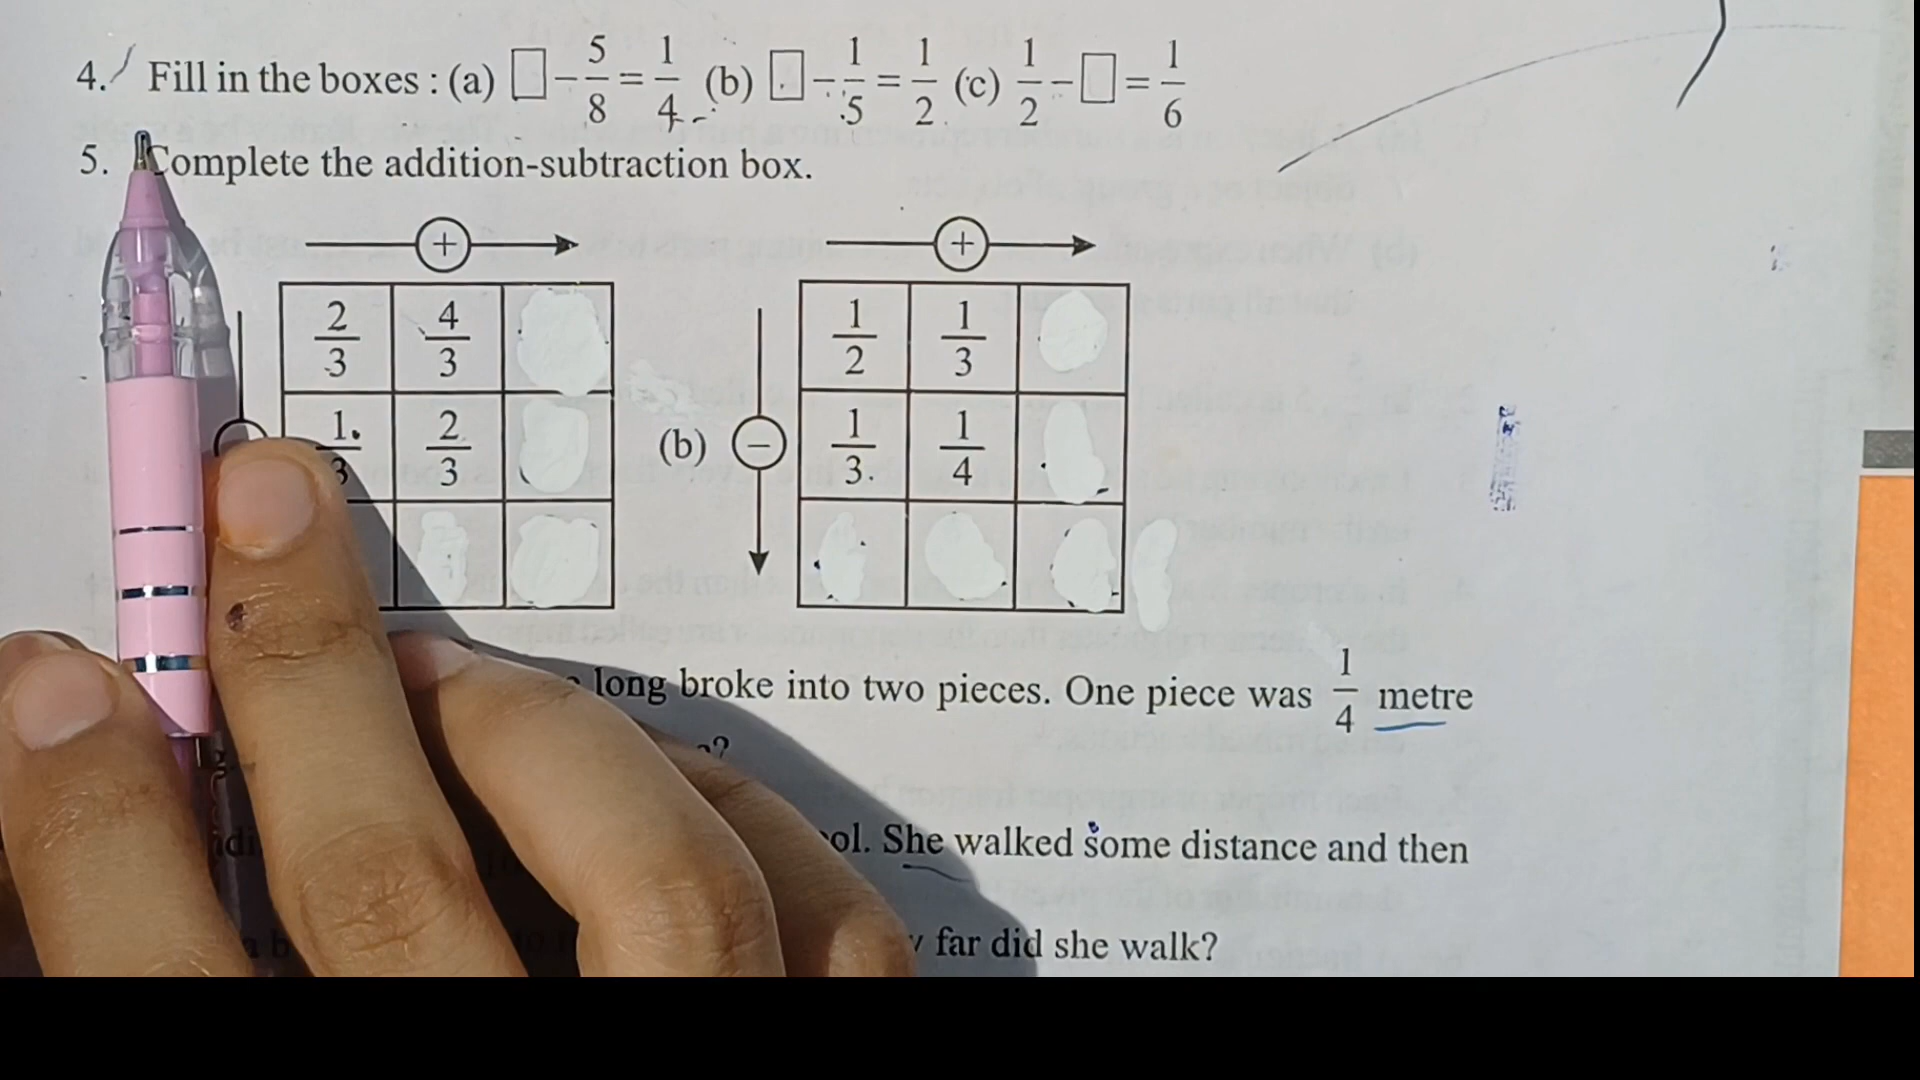 4. Fill in the boxes : (a) □ − 5/8 = 1/4 (b) □ − 1/5 = 1/2 (c) 1/2 − □ = 1/6
5. Complete the addition-subtraction box.
+
2/3 4/3
1/3 2/3
(b)
+
−
1/2 1/3
1/3 1/4
long broke into two pieces. One piece was 1/4 metre
She walked some distance and then
far did she walk?